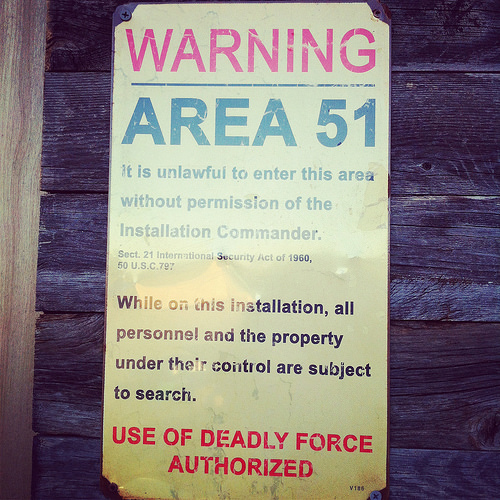 WARNING
AREA 51
It is unlawful to enter this area
without permission of the
Installation Commander.
Sect. 21 International Security Act of 1960,
50 U.S.C.797
While on this installation, all
personnel and the property
under their control are subject
to search.
USE OF DEADLY FORCE
AUTHORIZED
V186